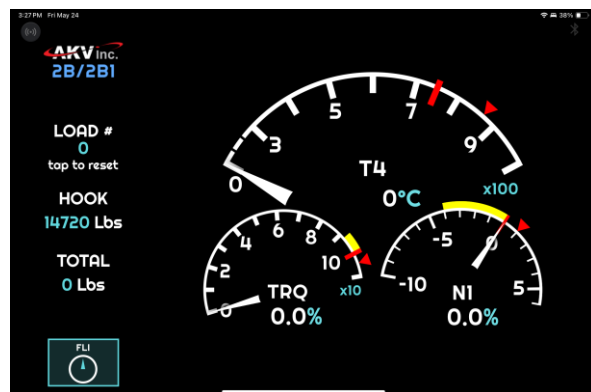 3:27 PM Fri May 24
38%
AKV inc.
2B/2B1
LOAD #
0
tap to reset
HOOK
14720 Lbs
TOTAL
0 Lbs
FLI
0
3
5
7
9
x100
T4
0°C
0
2
4
6
8
10
x10
TRQ
0.0%
-10
-5
0
5
N1
0.0%